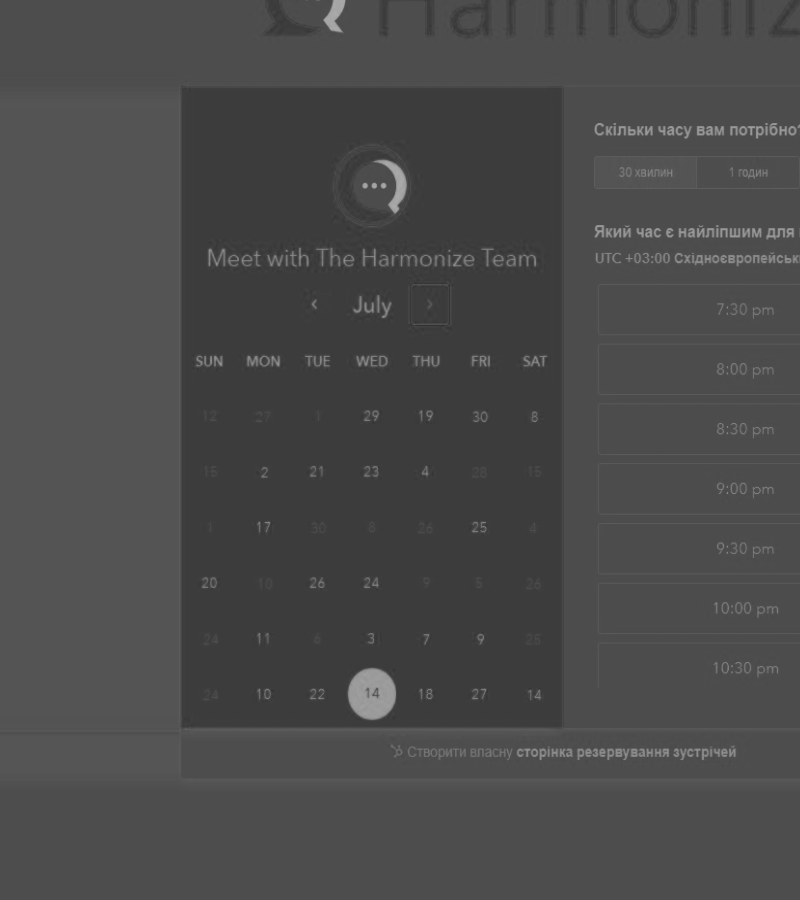 Harmoniz
Meet with The Harmonize Team
July
SUN MON TUE WED THU FRI SAT
12 27 1 29 19 30 8
15 2 21 23 4 28 15
1 17 30 8 26 25 4
20 10 26 24 9 5 26
24 11 6 3 7 9 25
24 10 22 14 18 27 14
Скільки часу вам потрібно?
30 хвилин 1 годин
Який час є найліпшим для
UTC +03:00 Східноєвропейськ
7:30 pm
8:00 pm
8:30 pm
9:00 pm
9:30 pm
10:00 pm
10:30 pm
Створити власну сторінка резервування зустрічей